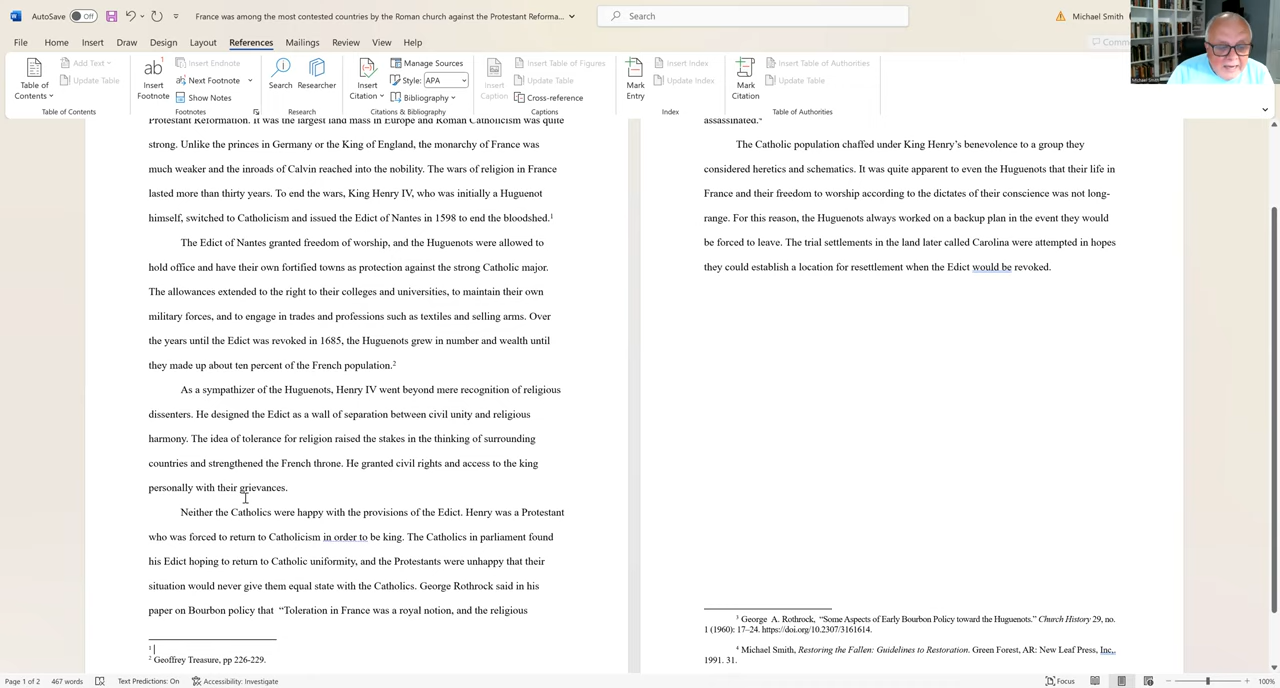 AutoSave Off France was among the most contested countries by the Roman church against the Protestant Reforma... Search Michael Smith
File Home Insert Draw Design Layout References Mailings Review View Help
Table of Contents
Add Text
Update Table
Table of Contents
ab Insert Footnote
Insert Endnote
Next Footnote
Show Notes
Footnotes
Search
Researcher
Research
Insert Citation
Manage Sources
Style: APA
Bibliography
Citations & Bibliography
Insert Caption
Insert Table of Figures
Update Table
Cross-reference
Captions
Mark Entry
Insert Index
Update Index
Index
Mark Citation
Insert Table of Authorities
Update Table
Table of Authorities
Michael Smith
Protestant Reformation. It was the largest land mass in Europe and Roman Catholicism was quite
strong. Unlike the princes in Germany or the King of England, the monarchy of France was
much weaker and the inroads of Calvin reached into the nobility. The wars of religion in France
lasted more than thirty years. To end the wars, King Henry IV, who was initially a Huguenot
himself, switched to Catholicism and issued the Edict of Nantes in 1598 to end the bloodshed.1
The Edict of Nantes granted freedom of worship, and the Huguenots were allowed to
hold office and have their own fortified towns as protection against the strong Catholic major.
The allowances extended to the right to their colleges and universities, to maintain their own
military forces, and to engage in trades and professions such as textiles and selling arms. Over
the years until the Edict was revoked in 1685, the Huguenots grew in number and wealth until
they made up about ten percent of the French population.2
As a sympathizer of the Huguenots, Henry IV went beyond mere recognition of religious
dissenters. He designed the Edict as a wall of separation between civil unity and religious
harmony. The idea of tolerance for religion raised the stakes in the thinking of surrounding
countries and strengthened the French throne. He granted civil rights and access to the king
personally with their grievances.
Neither the Catholics were happy with the provisions of the Edict. Henry was a Protestant
who was forced to return to Catholicism in order to be king. The Catholics in parliament found
his Edict hoping to return to Catholic uniformity, and the Protestants were unhappy that their
situation would never give them equal state with the Catholics. George Rothrock said in his
paper on Bourbon policy that “Toleration in France was a royal notion, and the religious
1
2 Geoffrey Treasure, pp 226-229.
assassinated.4
The Catholic population chaffed under King Henry’s benevolence to a group they
considered heretics and schematics. It was quite apparent to even the Huguenots that their life in
France and their freedom to worship according to the dictates of their conscience was not long-
range. For this reason, the Huguenots always worked on a backup plan in the event they would
be forced to leave. The trial settlements in the land later called Carolina were attempted in hopes
they could establish a location for resettlement when the Edict would be revoked.
3 George A. Rothrock, “Some Aspects of Early Bourbon Policy toward the Huguenots.” Church History 29, no.
1 (1960): 17–24. https://doi.org/10.2307/3161614.
4 Michael Smith, Restoring the Fallen: Guidelines to Restoration. Green Forest, AR: New Leaf Press, Inc,.
1991. 31.
Page 1 of 2 467 words Text Predictions: On Accessibility: Investigate Focus 100%